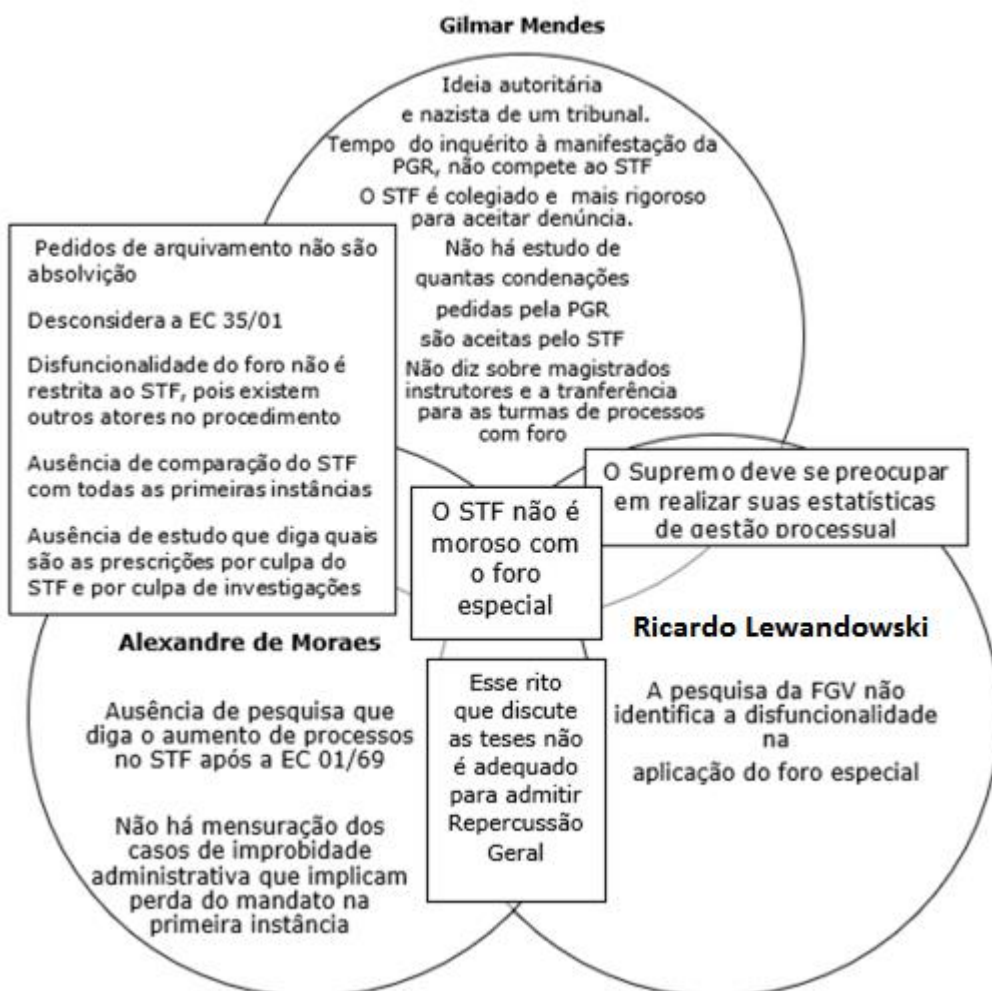 Gilmar Mendes
Ideia autoritária
e nazista de um tribunal.
Tempo do inquérito à manifestação da
PGR, não compete ao STF
O STF é colegiado e mais rigoroso
para aceitar denúncia.
Não há estudo de
quantas condenações
pedidas pela PGR
são aceitas pelo STF
Não diz sobre magistrados
instrutores e a tranferência
para as turmas de processos
com foro
Pedidos de arquivamento não são
absolvição
Desconsidera a EC 35/01
Disfuncionalidade do foro não é
restrita ao STF, pois existem
outros atores no procedimento
Ausência de comparação do STF
com todas as primeiras instâncias
Ausência de estudo que diga quais
são as prescrições por culpa do
STF e por culpa de investigações
O Supremo deve se preocupar
em realizar suas estatísticas
de gestão processual
O STF não é
moroso com
o foro
especial
Alexandre de Moraes
Ausência de pesquisa que
diga o aumento de processos
no STF após a EC 01/69
Não há mensuração dos
casos de improbidade
administrativa que implicam
perda do mandato na
primeira instância
Esse rito
que discute
as teses não
é adequado
para admitir
Repercussão
Geral
Ricardo Lewandowski
A pesquisa da FGV não
identifica a disfuncionalidade
na
aplicação do foro especial